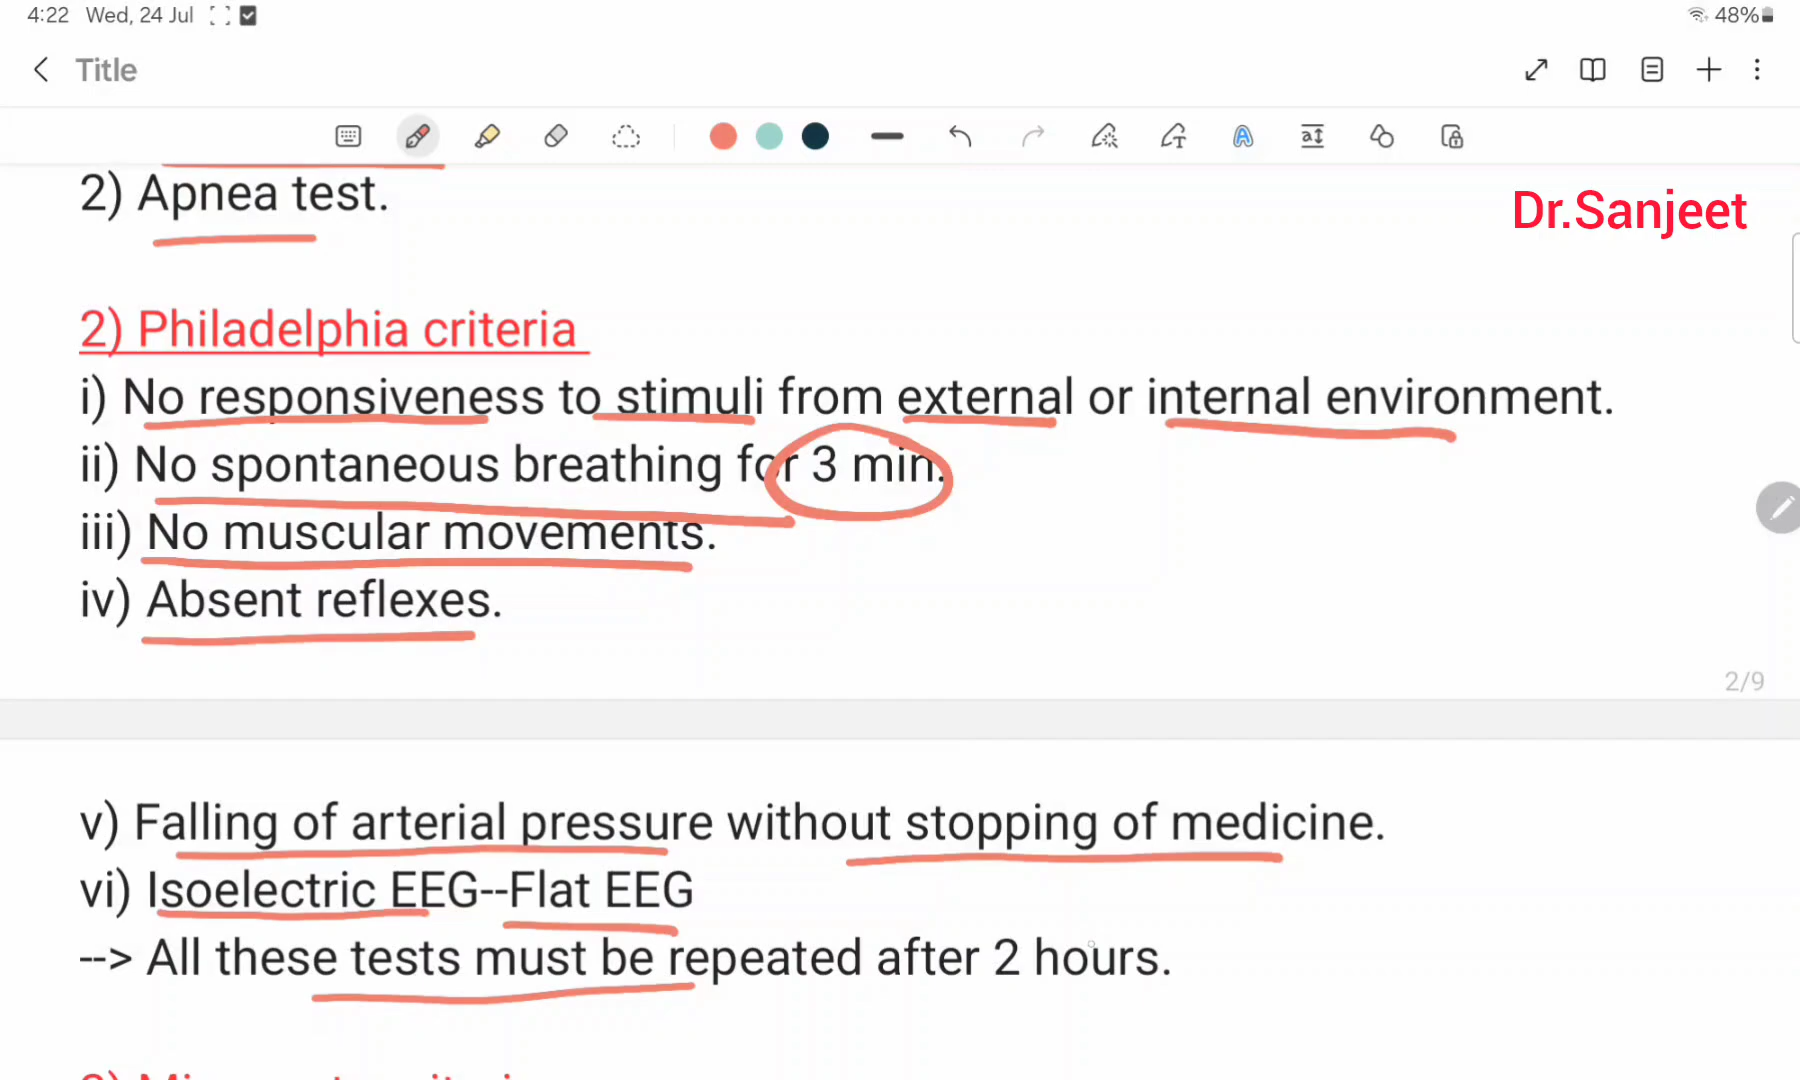 4:22 Wed, 24 Jul 48%
Title
2) Apnea test.
Dr.Sanjeet
2) Philadelphia criteria
i) No responsiveness to stimuli from external or internal environment.
ii) No spontaneous breathing for 3 min.
iii) No muscular movements.
iv) Absent reflexes.
2/9
v) Falling of arterial pressure without stopping of medicine.
vi) Isoelectric EEG--Flat EEG
--> All these tests must be repeated after 2 hours.